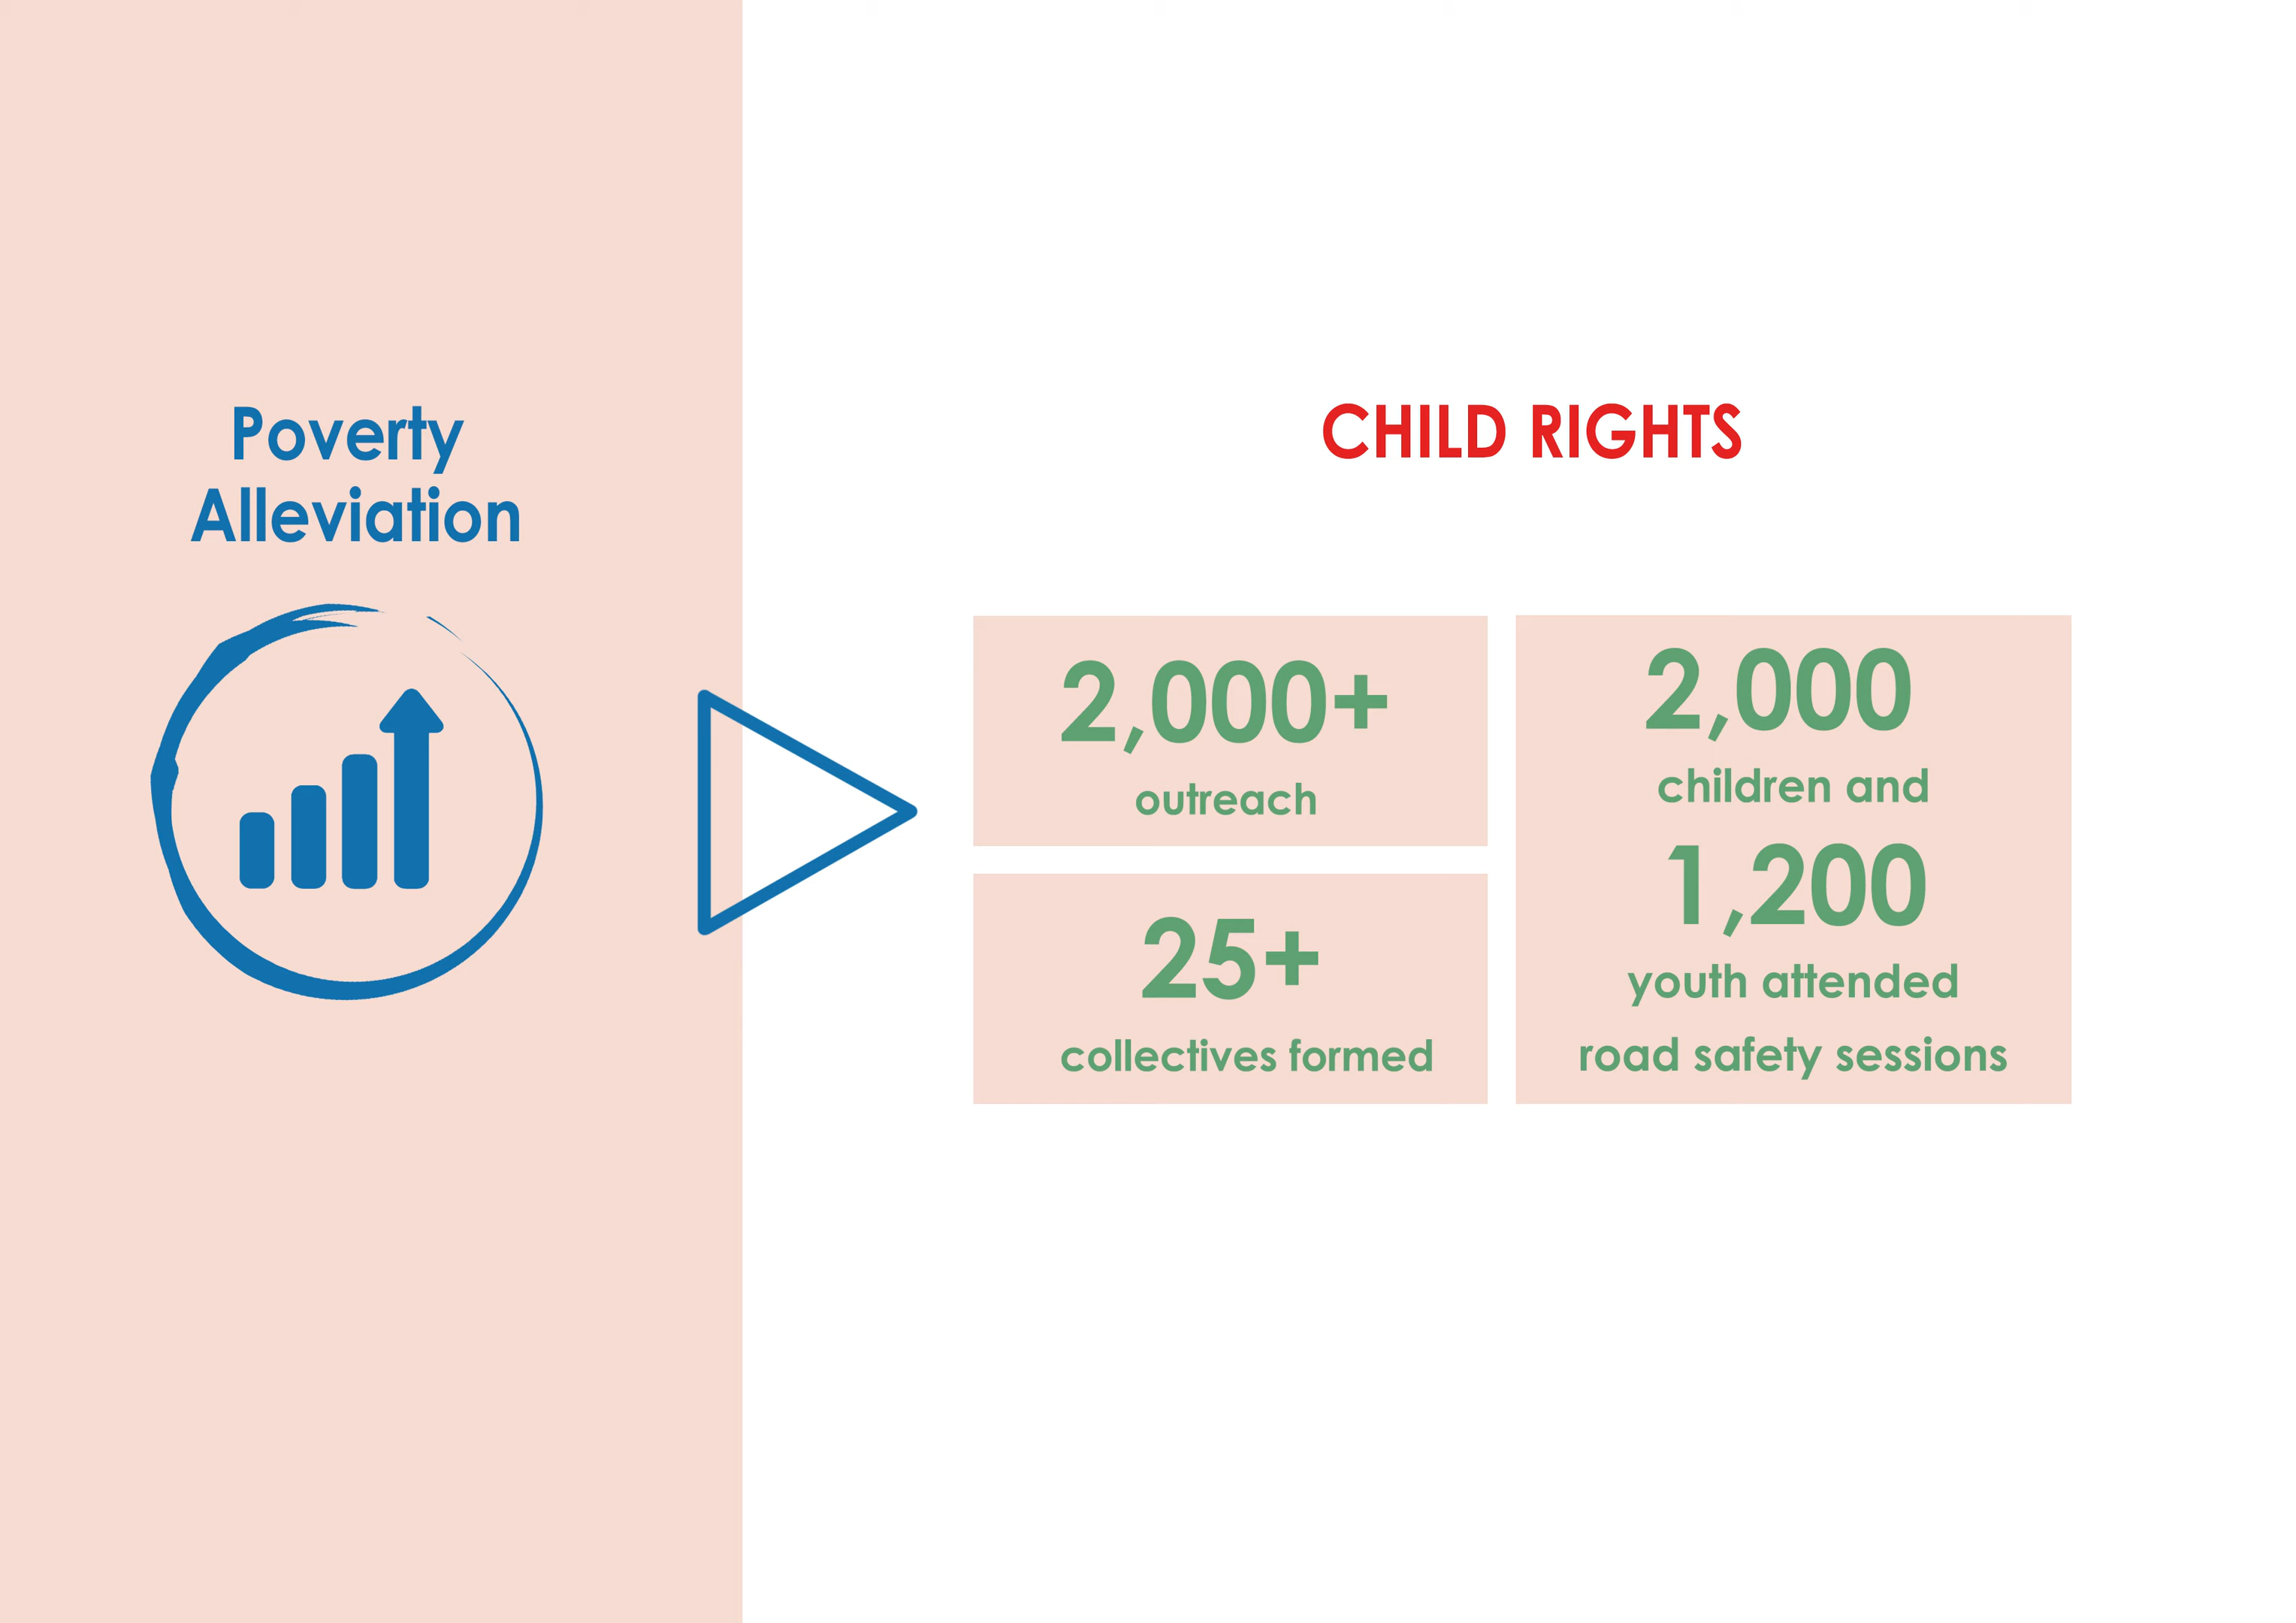 Poverty
Alleviation
CHILD RIGHTS
2,000+
outreach
25+
collectives formed
2,000
children and
1,200
youth attended
road safety sessions